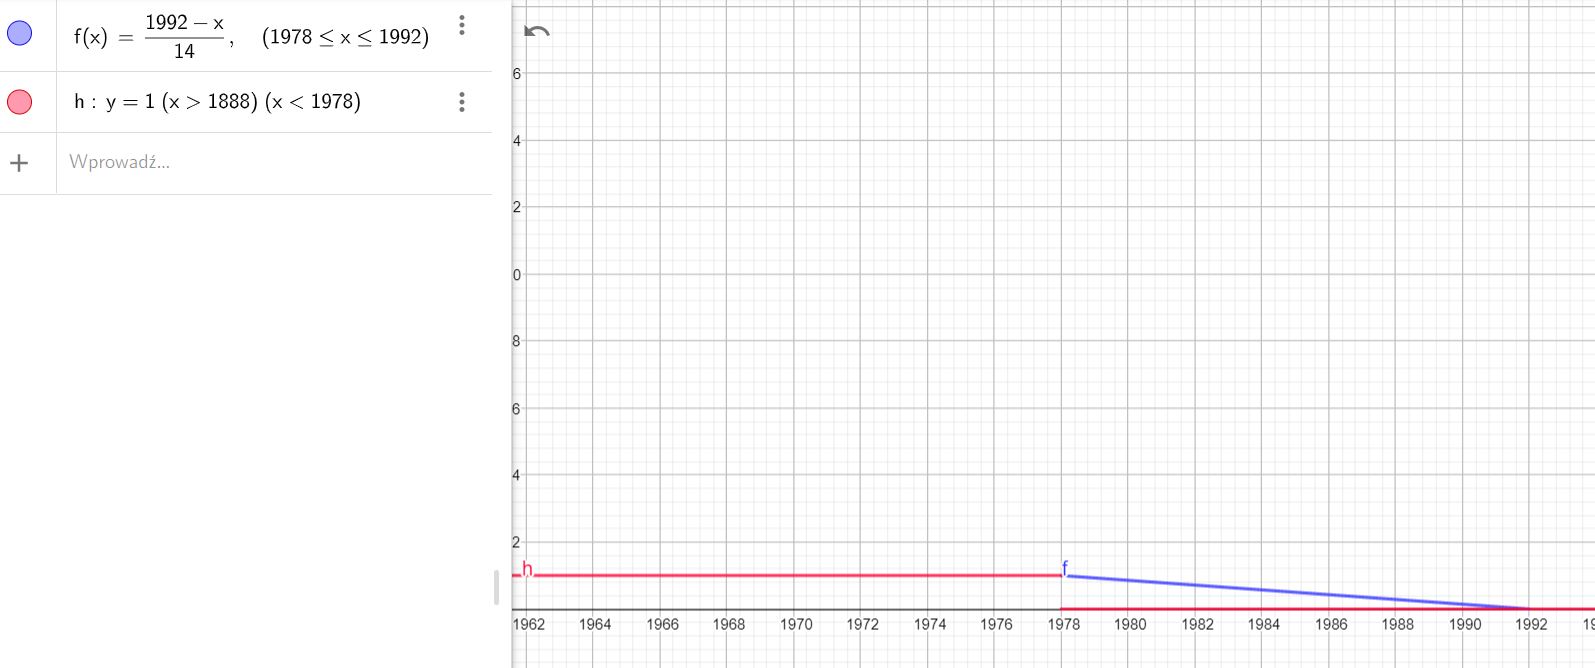 f(x) = (1992 − x)/14, (1978 ≤ x ≤ 1992)
h : y = 1 (x > 1888) (x < 1978)
+ Wprowadź...
6
4
2
0
8
6
4
2
h
f
1962 1964 1966 1968 1970 1972 1974 1976 1978 1980 1982 1984 1986 1988 1990 1992 19